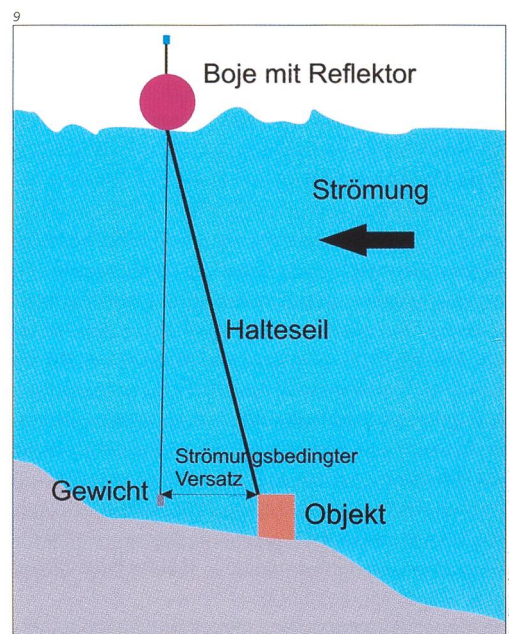 9
Boje mit Reflektor
Strömung
Halteseil
Strömungsbedingter
Versatz
Gewicht
Objekt